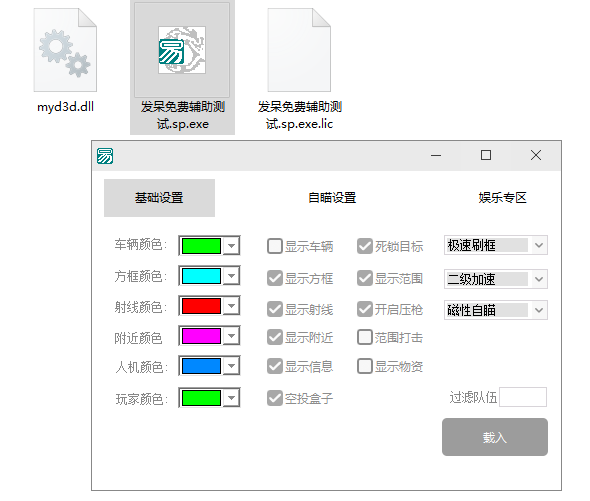 myd3d.dll
发呆免费辅助测
试.sp.exe
发呆免费辅助测
试.sp.exe.lic
基础设置
自瞄设置
娱乐专区
车辆颜色: 显示车辆 死锁目标 极速刷框
方框颜色: 显示方框 显示范围 二级加速
射线颜色: 显示射线 开启压枪 磁性自瞄
附近颜色 显示附近 范围打击
人机颜色: 显示信息 显示物资
玩家颜色: 空投盒子 过滤队伍
载入